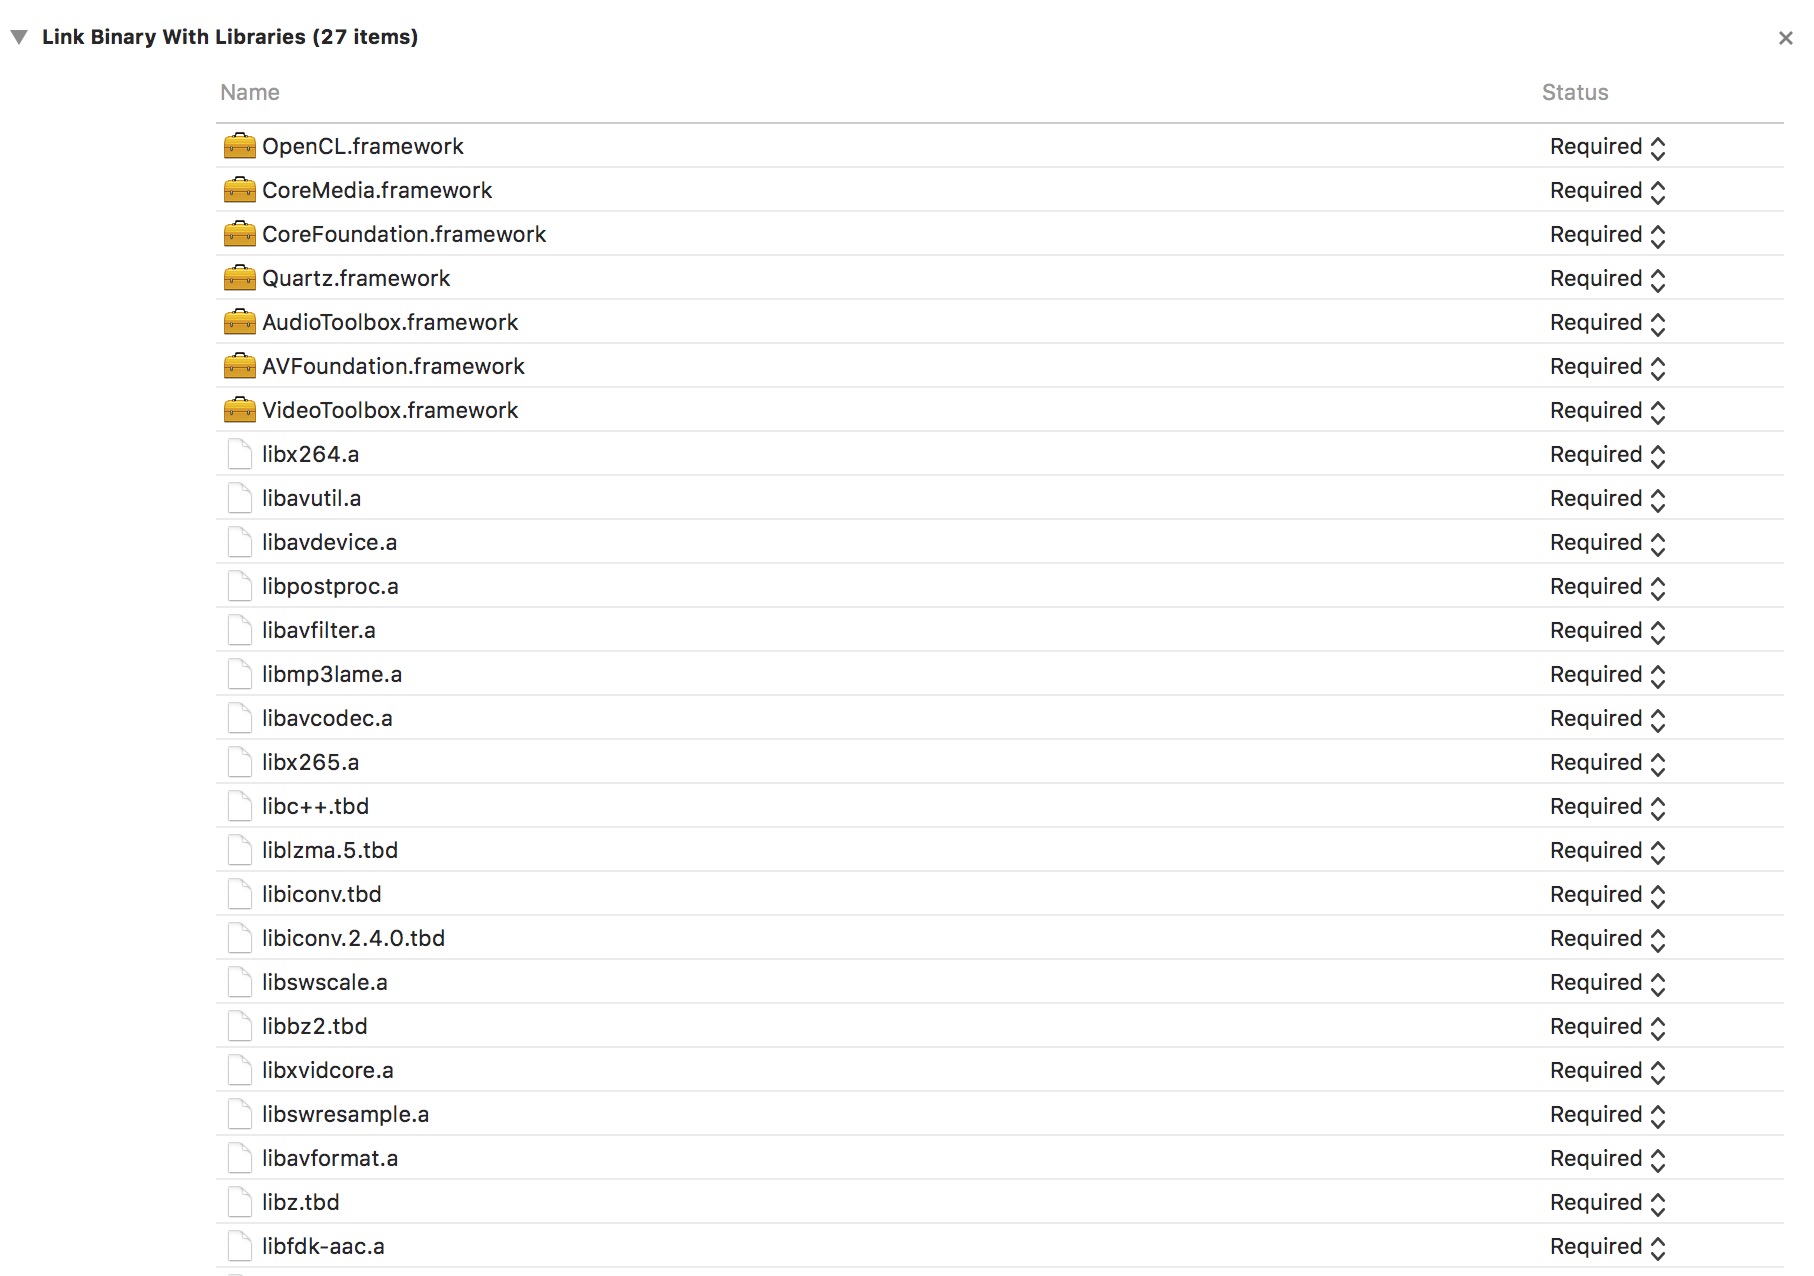 Link Binary With Libraries (27 items)
Name Status
OpenCL.framework Required
CoreMedia.framework Required
CoreFoundation.framework Required
Quartz.framework Required
AudioToolbox.framework Required
AVFoundation.framework Required
VideoToolbox.framework Required
libx264.a Required
libavutil.a Required
libavdevice.a Required
libpostproc.a Required
libavfilter.a Required
libmp3lame.a Required
libavcodec.a Required
libx265.a Required
libc++.tbd Required
liblzma.5.tbd Required
libiconv.tbd Required
libiconv.2.4.0.tbd Required
libswscale.a Required
libbz2.tbd Required
libxvidcore.a Required
libswresample.a Required
libavformat.a Required
libz.tbd Required
libfdk-aac.a Required